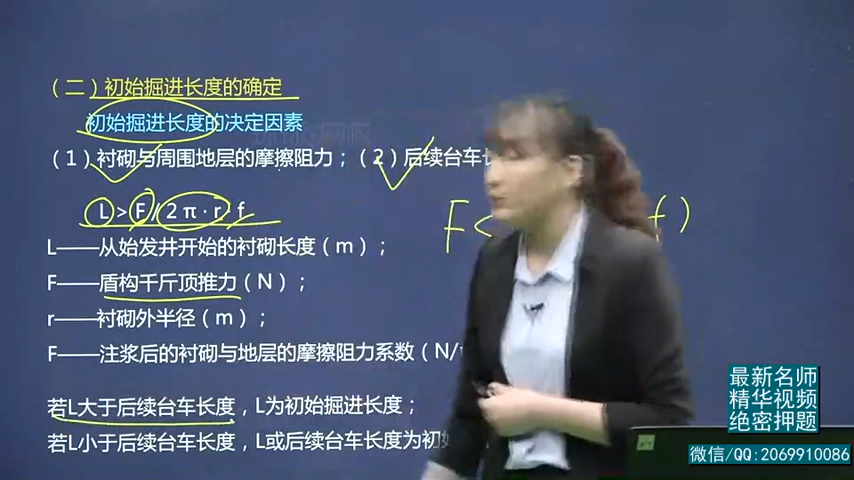 (二)初始掘进长度的确定
初始掘进长度的决定因素
(1)衬砌与周围地层的摩擦阻力;(2)后续台车长
L>F/2π·r f
F< f)
L——从始发井开始的衬砌长度(m);
F——盾构千斤顶推力(N);
r——衬砌外半径(m);
F——注浆后的衬砌与地层的摩擦阻力系数(N/
若L大于后续台车长度,L为初始掘进长度;
若L小于后续台车长度,L或后续台车长度为初始
最新名师
精华视频
绝密押题
微信/QQ:2069910086